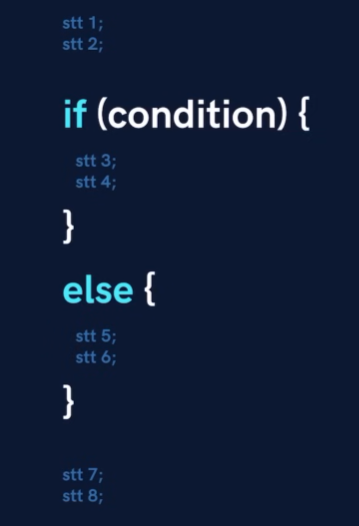 stt 1;
stt 2;
if (condition) {
stt 3;
stt 4;
}
else {
stt 5;
stt 6;
}
stt 7;
stt 8;